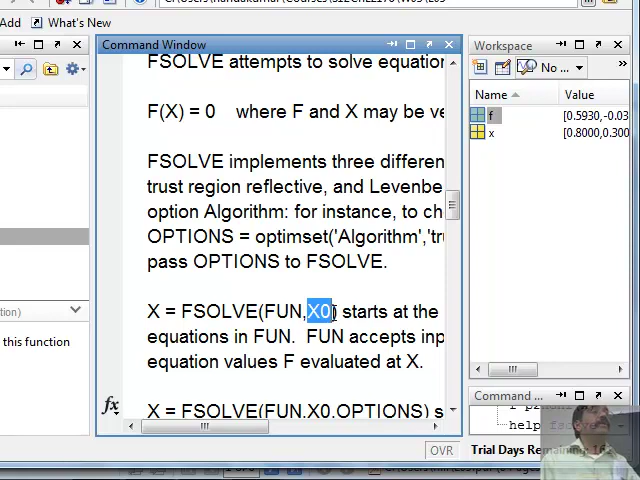 Add
What's New
Command Window
FSOLVE attempts to solve equation
F(X) = 0 where F and X may be ve
FSOLVE implements three differen
trust region reflective, and Levenbe
option Algorithm: for instance, to ch
OPTIONS = optimset('Algorithm','tru
pass OPTIONS to FSOLVE.
X = FSOLVE(FUN,X0) starts at the
equations in FUN. FUN accepts inp
equation values F evaluated at X.
X = FSOLVE(FUN,X0,OPTIONS) s
this function
fx
OVR
Workspace
No ...
Name
Value
f
[0.5930, -0.03
x
[0.8000,0.300
Command ...
help fsolve
Trial Days Remaining: